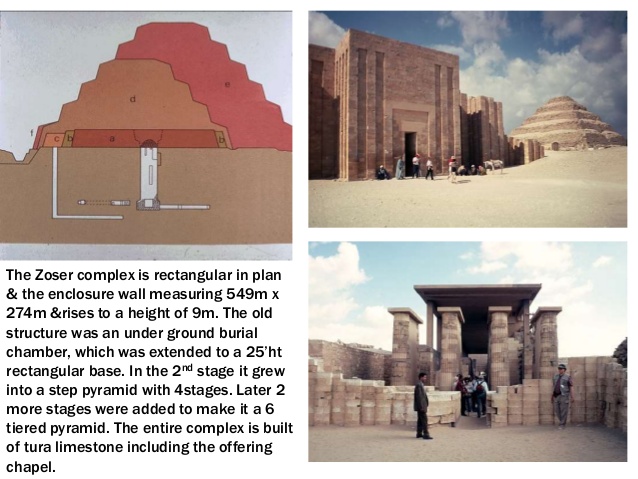 d
e
f
c
b
a
b
The Zoser complex is rectangular in plan
& the enclosure wall measuring 549m x
274m &rises to a height of 9m. The old
structure was an under ground burial
chamber, which was extended to a 25'ht
rectangular base. In the 2nd stage it grew
into a step pyramid with 4stages. Later 2
more stages were added to make it a 6
tiered pyramid. The entire complex is built
of tura limestone including the offering
chapel.